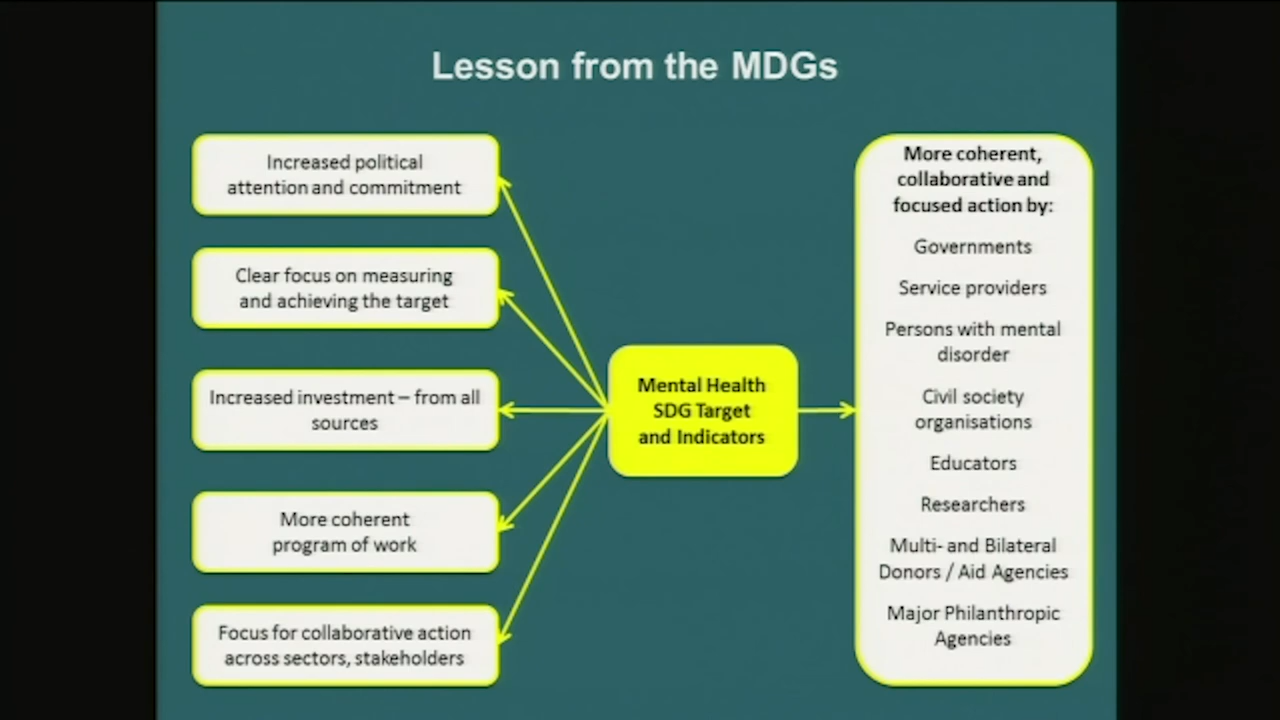 Lesson from the MDGs
Increased political
attention and commitment
Clear focus on measuring
and achieving the target
Increased investment – from all
sources
More coherent
program of work
Focus for collaborative action
across sectors, stakeholders
Mental Health
SDG Target
and Indicators
More coherent,
collaborative and
focused action by:
Governments
Service providers
Persons with mental
disorder
Civil society
organisations
Educators
Researchers
Multi- and Bilateral
Donors / Aid Agencies
Major Philanthropic
Agencies